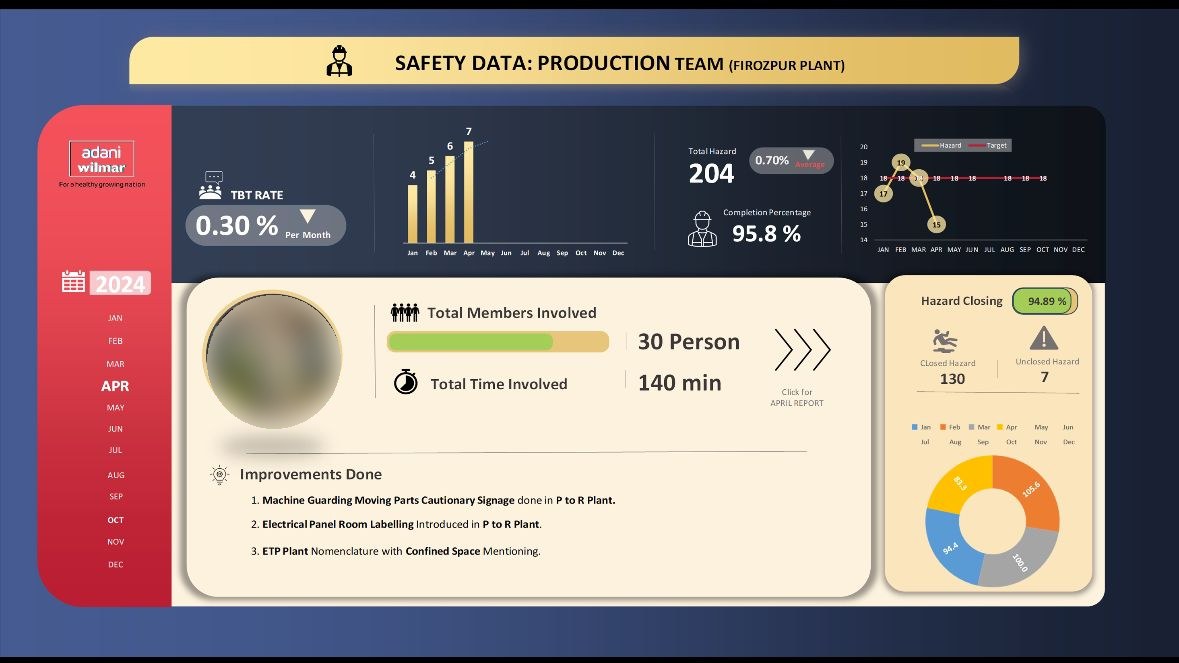 SAFETY DATA: PRODUCTION TEAM (FIROZPUR PLANT)
adani
wilmar
For a healthy growing nation
2024
JAN
FEB
MAR
APR
MAY
JUN
JUL
AUG
SEP
OCT
NOV
DEC
TBT RATE
0.30 %
Per Month
4
5
6
7
Jan Feb Mar Apr May Jun Jul Aug Sep Oct Nov Dec
Total Hazard
204
0.70%
Average
Completion Percentage
95.8 %
Hazard Target
20
19
18
17
16
15
14
17
19
15
18 18 18 18 18 18 18 18 18
JAN FEB MAR APR MAY JUN JUL AUG SEP OCT NOV DEC
Total Members Involved
30 Person
Total Time Involved
140 min
Click for
APRIL REPORT
Improvements Done
1. Machine Guarding Moving Parts Cautionary Signage done in P to R Plant.
2. Electrical Panel Room Labelling Introduced in P to R Plant.
3. ETP Plant Nomenclature with Confined Space Mentioning.
Hazard Closing
94.89 %
CLosed Hazard
130
Unclosed Hazard
7
Jan Feb Mar Apr May Jun
Jul Aug Sep Oct Nov Dec
83.3
105.6
94.4
100.0